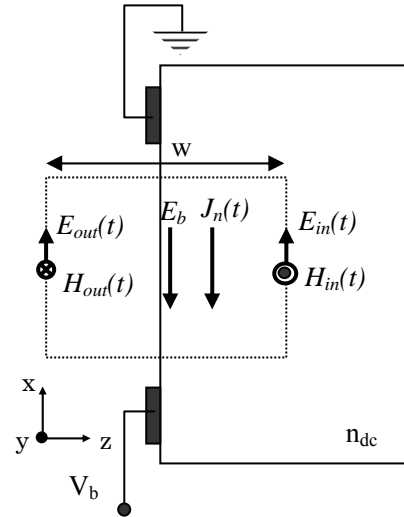 w
E_out(t)
E_b
J_n(t)
E_in(t)
H_out(t)
H_in(t)
x
y
z
n_dc
V_b